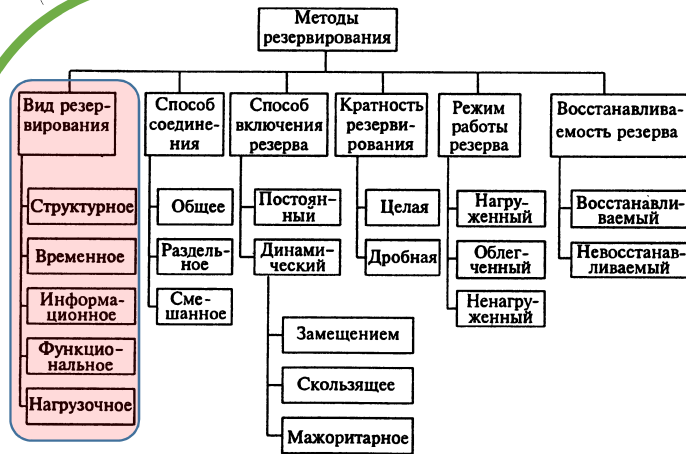 Методы
резервирования
Вид резер-
вирования
Способ
соедине-
ния
Способ
включения
резерва
Кратность
резерви-
рования
Режим
работы
резерва
Восстанавлива-
емость резерва
Структурное
Временное
Информа-
ционное
Функцио-
нальное
Нагрузочное
Общее
Раздель-
ное
Сме-
шанное
Постоян-
ный
Динами-
ческий
Замещением
Скользящее
Мажоритарное
Целая
Дробная
Нагру-
женный
Облег-
ченный
Ненагру-
женный
Восстанавли-
ваемый
Невосстана-
вливаемый